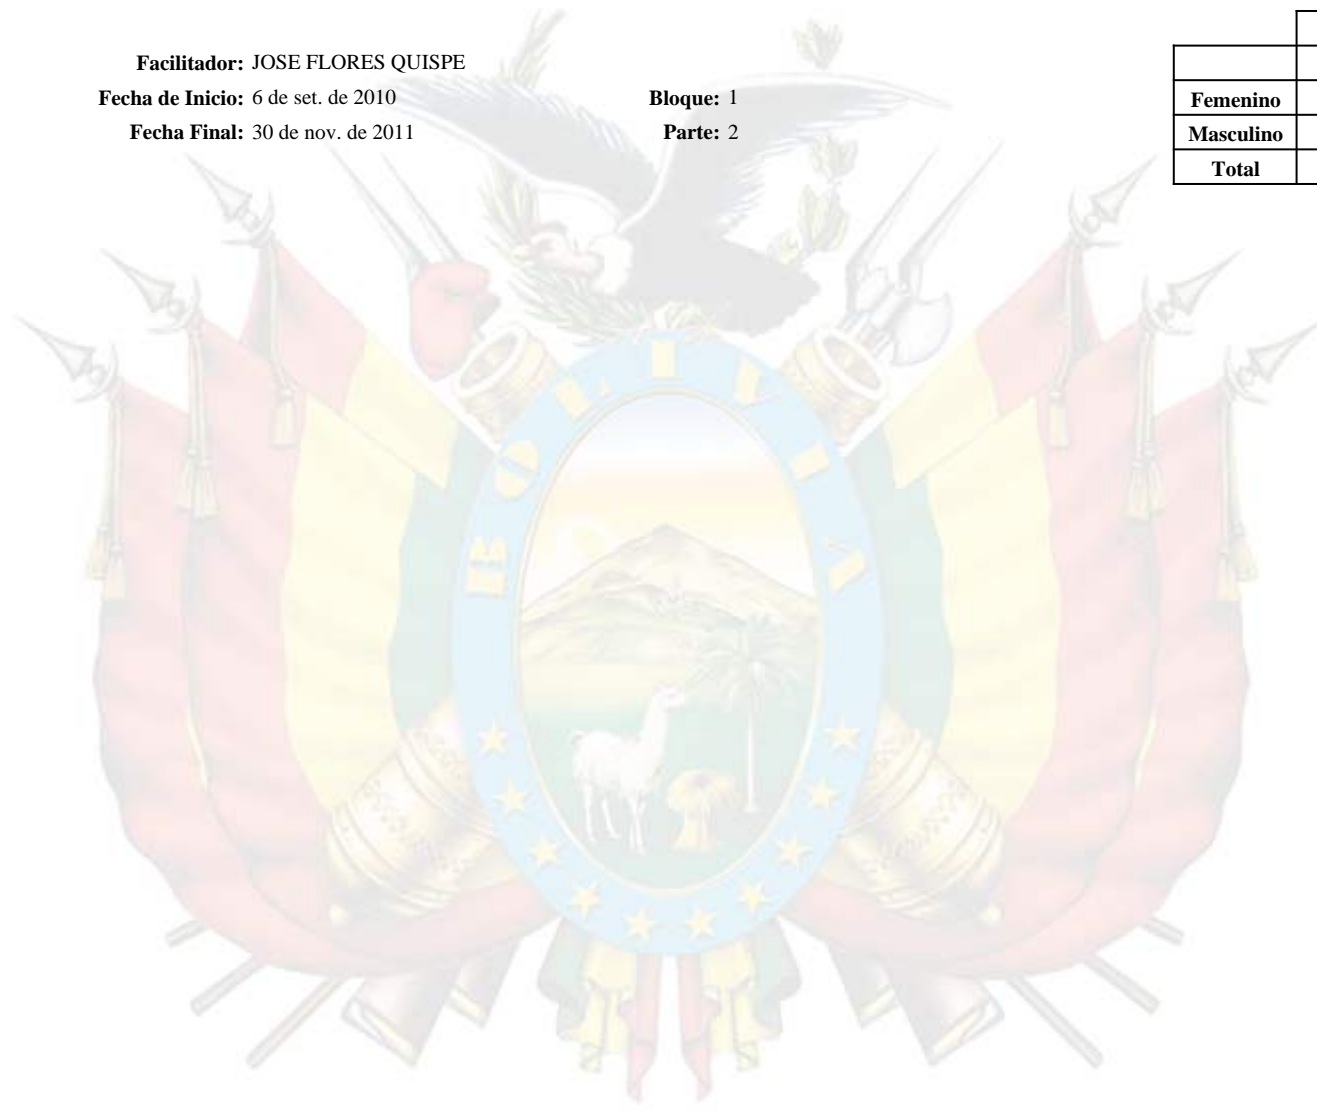 Facilitador: JOSE FLORES QUISPE
Fecha de Inicio: 6 de set. de 2010 Bloque: 1
Fecha Final: 30 de nov. de 2011 Parte: 2
Femenino
Masculino
Total
BOLIVIA